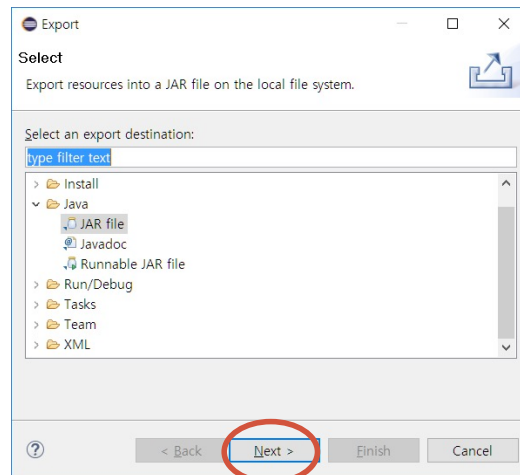 Export
Select
Export resources into a JAR file on the local file system.
Select an export destination:
type filter text
Install
Java
JAR file
Javadoc
Runnable JAR file
Run/Debug
Tasks
Team
XML
< Back Next > Finish Cancel